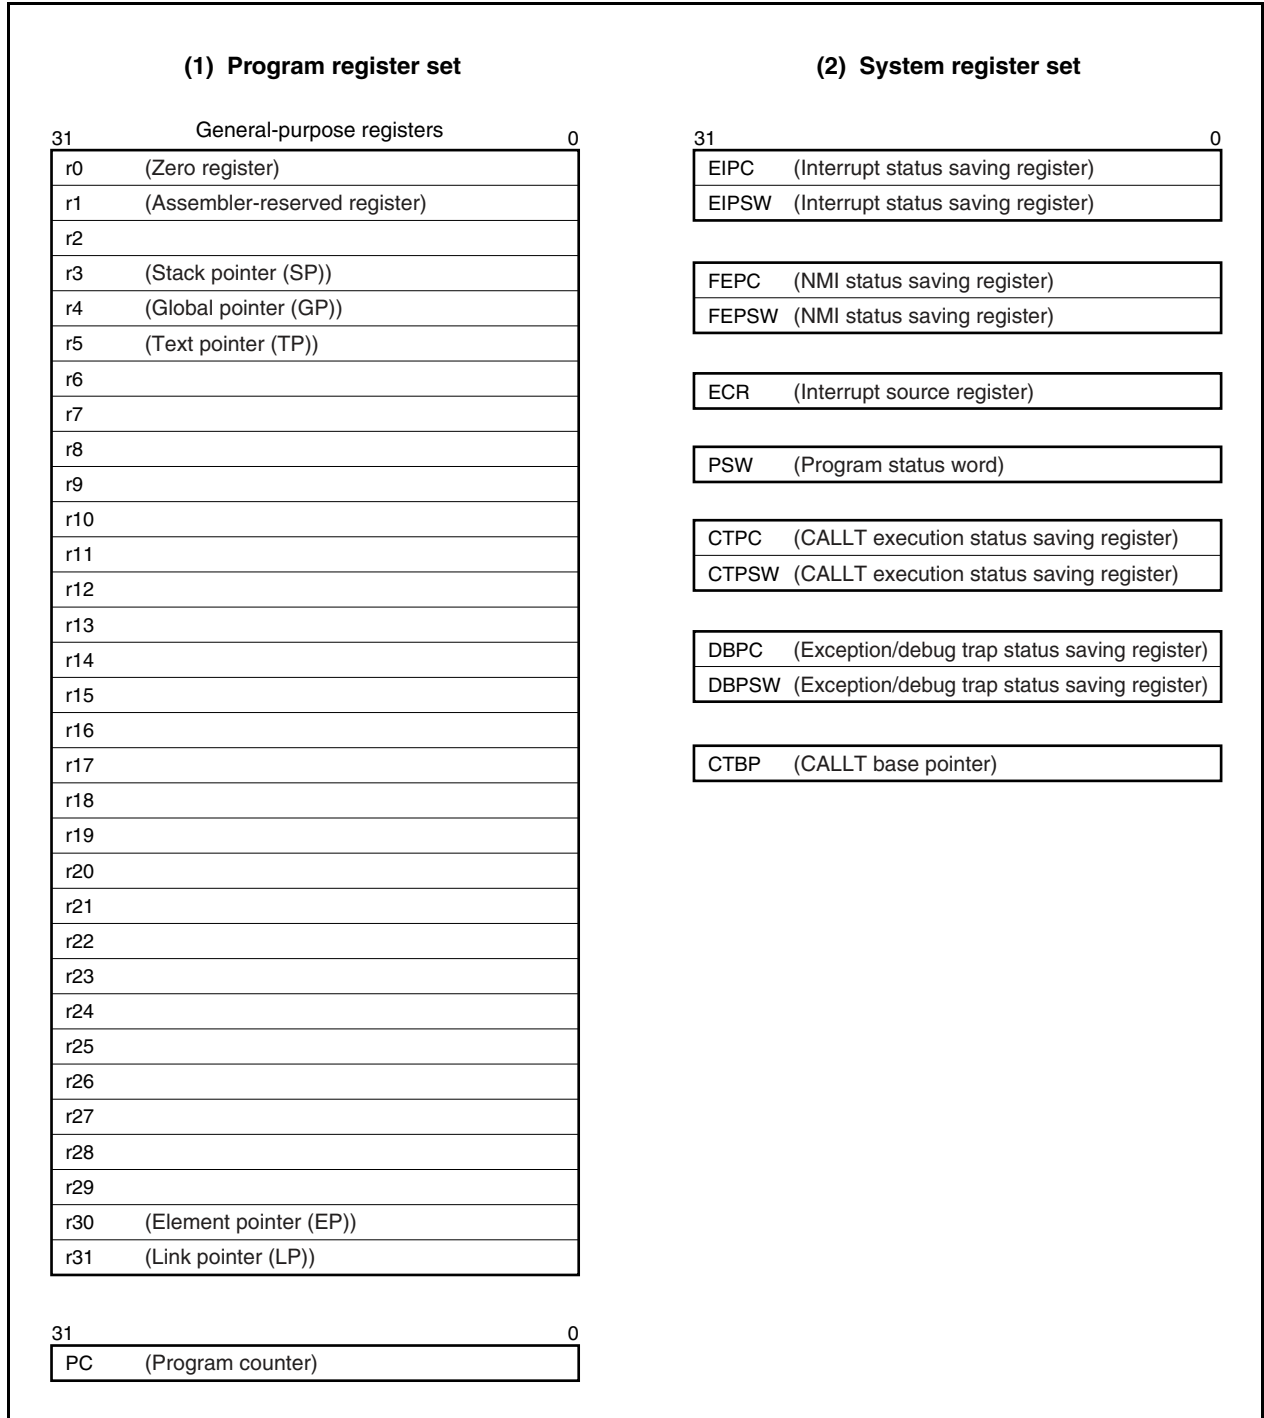 (1) Program register set
31 General-purpose registers 0
r0 (Zero register)
r1 (Assembler-reserved register)
r2
r3 (Stack pointer (SP))
r4 (Global pointer (GP))
r5 (Text pointer (TP))
r6
r7
r8
r9
r10
r11
r12
r13
r14
r15
r16
r17
r18
r19
r20
r21
r22
r23
r24
r25
r26
r27
r28
r29
r30 (Element pointer (EP))
r31 (Link pointer (LP))
31 0
PC (Program counter)
(2) System register set
31 0
EIPC (Interrupt status saving register)
EIPSW (Interrupt status saving register)
FEPC (NMI status saving register)
FEPSW (NMI status saving register)
ECR (Interrupt source register)
PSW (Program status word)
CTPC (CALLT execution status saving register)
CTPSW (CALLT execution status saving register)
DBPC (Exception/debug trap status saving register)
DBPSW (Exception/debug trap status saving register)
CTBP (CALLT base pointer)